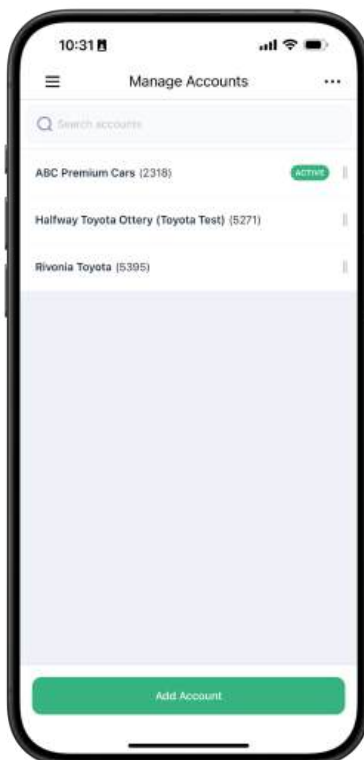 10:31
Manage Accounts
Search accounts
ABC Premium Cars (2318) ACTIVE
Halfway Toyota Ottery (Toyota Test) (5271)
Rivonia Toyota (5395)
Add Account